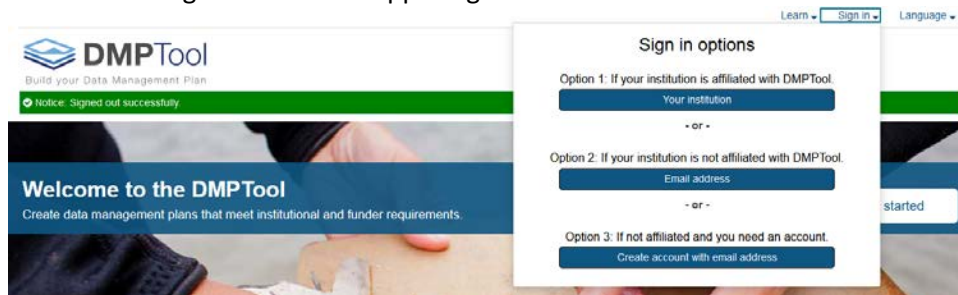 Learn Sign in Language
DMPTool
Build your Data Management Plan
Notice: Signed out successfully.
Sign in options
Option 1: If your institution is affiliated with DMPTool.
Your institution
- or -
Option 2: If your institution is not affiliated with DMPTool.
Email address
- or -
Option 3: If not affiliated and you need an account.
Create account with email address
Welcome to the DMPTool
Create data management plans that meet institutional and funder requirements.
started